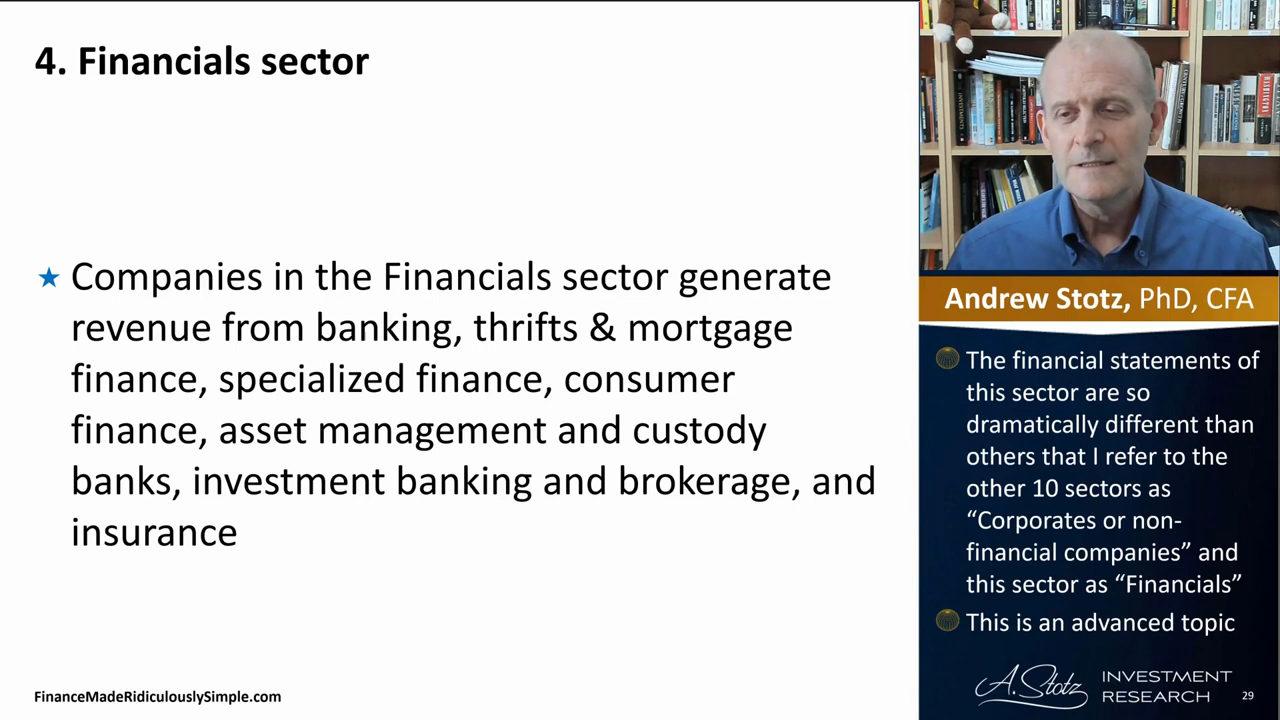 4. Financials sector
★ Companies in the Financials sector generate
revenue from banking, thrifts & mortgage
finance, specialized finance, consumer
finance, asset management and custody
banks, investment banking and brokerage, and
insurance
FinanceMadeRidiculouslySimple.com
Andrew Stotz, PhD, CFA
The financial statements of
this sector are so
dramatically different than
others that I refer to the
other 10 sectors as
“Corporates or non-
financial companies” and
this sector as “Financials”
This is an advanced topic
A. Stotz
INVESTMENT
RESEARCH
29